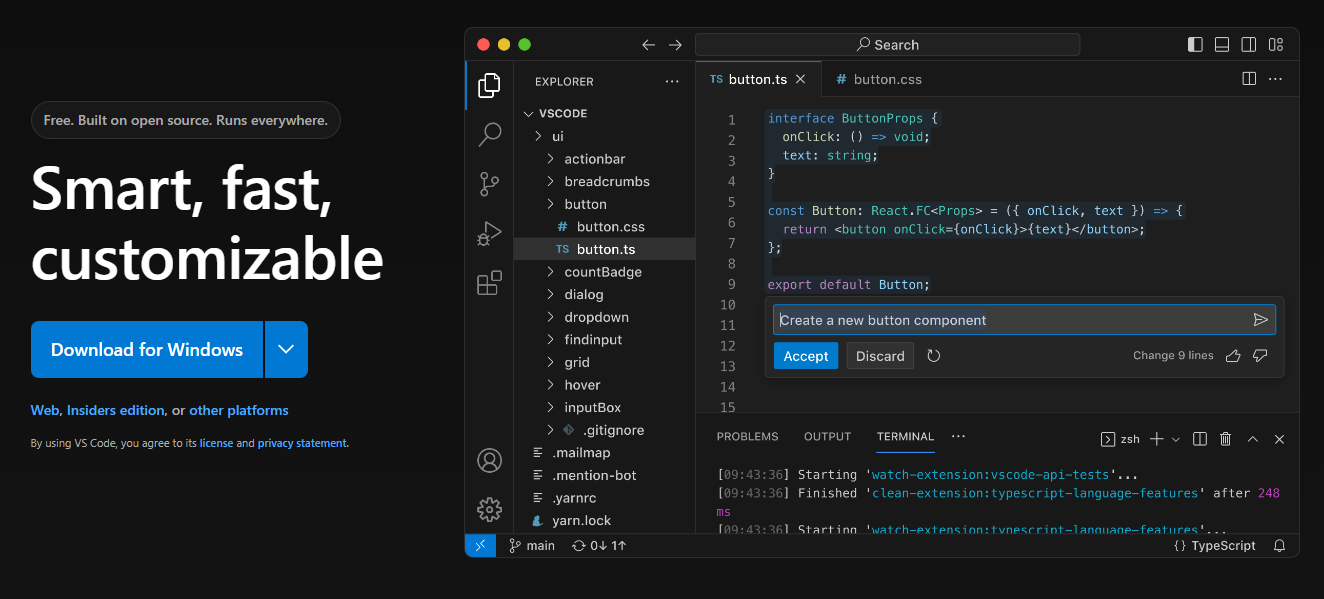 Free. Built on open source. Runs everywhere.
Smart, fast,
customizable
Download for Windows
Web, Insiders edition, or other platforms
By using VS Code, you agree to its license and privacy statement.
Search
EXPLORER
VSCODE
ui
actionbar
breadcrumbs
button
# button.css
TS button.ts
countBadge
dialog
dropdown
findinput
grid
hover
inputBox
.gitignore
.mailmap
.mention-bot
.yarnrc
yarn.lock
TS button.ts
# button.css
1 interface ButtonProps {
2 onClick: () => void;
3 text: string;
4 }
5
6 const Button: React.FC<Props> = ({ onClick, text }) => {
7 return <button onClick={onClick}>{text}</button>;
8 };
9 export default Button;
10
11
12
13
14
15
Create a new button component
Accept Discard Change 9 lines
PROBLEMS OUTPUT TERMINAL ··· zsh
[09:43:36] Starting 'watch-extension:vscode-api-tests'...
[09:43:36] Finished 'clean-extension:typescript-language-features' after 248
ms
[09:43:36] Starting 'watch-extension:typescript-language-features'...
main 0↓ 1↑ {} TypeScript